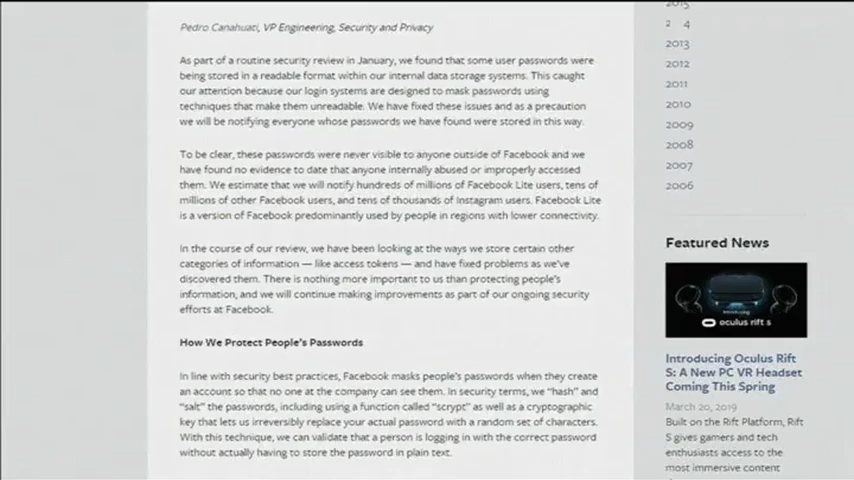 Pedro Canahuati, VP Engineering, Security and Privacy
As part of a routine security review in January, we found that some user passwords were
being stored in a readable format within our internal data storage systems. This caught
our attention because our login systems are designed to mask passwords using
techniques that make them unreadable. We have fixed these issues and as a precaution
we will be notifying everyone whose passwords we have found were stored in this way.
To be clear, these passwords were never visible to anyone outside of Facebook and we
have found no evidence to date that anyone internally abused or improperly accessed
them. We estimate that we will notify hundreds of millions of Facebook Lite users, tens of
millions of other Facebook users, and tens of thousands of Instagram users. Facebook Lite
is a version of Facebook predominantly used by people in regions with lower connectivity.
In the course of our review, we have been looking at the ways we store certain other
categories of information — like access tokens — and have fixed problems as we've
discovered them. There is nothing more important to us than protecting people's
information, and we will continue making improvements as part of our ongoing security
efforts at Facebook.
How We Protect People's Passwords
In line with security best practices, Facebook masks people's passwords when they create
an account so that no one at the company can see them. In security terms, we "hash" and
"salt" the passwords, including using a function called "scrypt" as well as a cryptographic
key that lets us irreversibly replace your actual password with a random set of characters.
With this technique, we can validate that a person is logging in with the correct password
without actually having to store the password in plain text.
2015
2 4
2013
2012
2011
2010
2009
2008
2007
2006
Featured News
Introducing
oculus rift s
Introducing Oculus Rift
S: A New PC VR Headset
Coming This Spring
March 20, 2019
Built on the Rift Platform, Rift
S gives gamers and tech
enthusiasts access to the
most immersive content